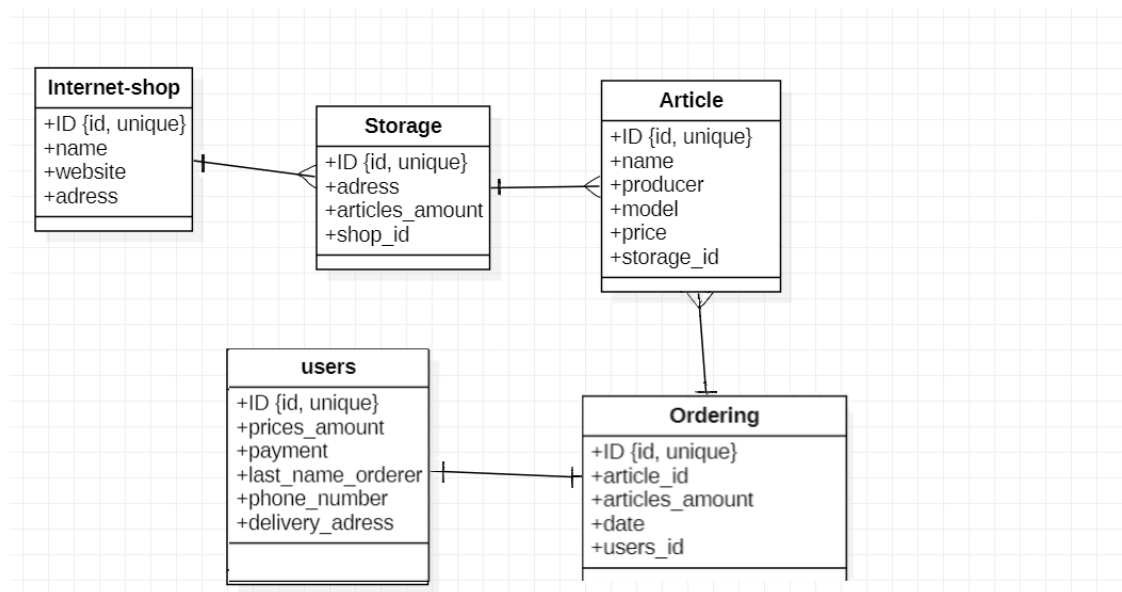 Internet-shop
+ID {id, unique}
+name
+website
+adress
Storage
+ID {id, unique}
+adress
+articles_amount
+shop_id
Article
+ID {id, unique}
+name
+producer
+model
+price
+storage_id
users
+ID {id, unique}
+prices_amount
+payment
+last_name_orderer
+phone_number
+delivery_adress
Ordering
+ID {id, unique}
+article_id
+articles_amount
+date
+users_id